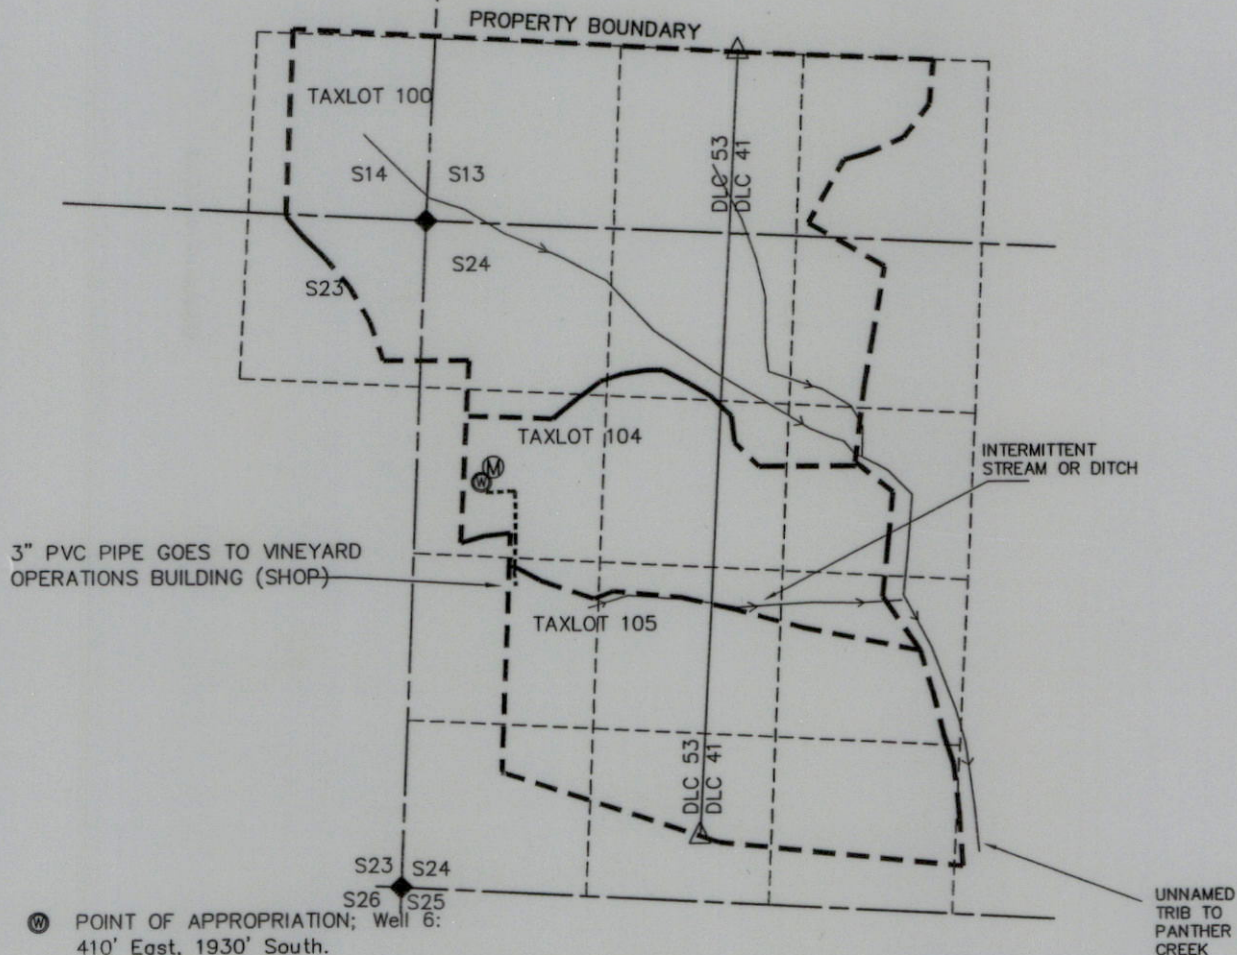 PROPERTY BOUNDARY
TAXLOT 100
DLC 53
DLC 41
S14
S13
S24
S23
TAXLOT 104
M
W
INTERMITTENT
STREAM OR DITCH
3" PVC PIPE GOES TO VINEYARD
OPERATIONS BUILDING (SHOP)
TAXLOT 105
DLC 53
DLC 41
S23
S24
S26
S25
W POINT OF APPROPRIATION; Well 6:
410' East, 1930' South.
UNNAMED
TRIB TO
PANTHER
CREEK